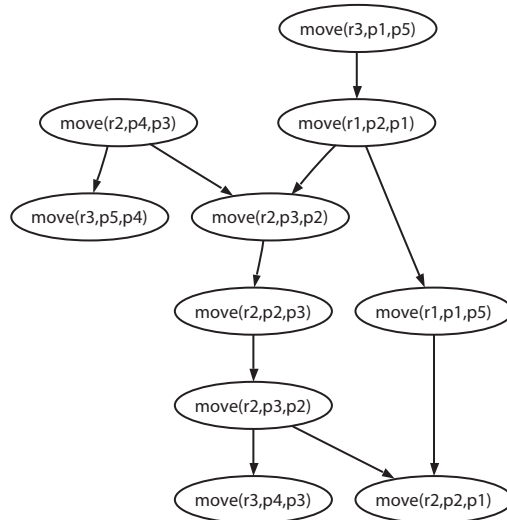 move(r3,p1,p5)
move(r2,p4,p3)
move(r1,p2,p1)
move(r3,p5,p4)
move(r2,p3,p2)
move(r2,p2,p3)
move(r1,p1,p5)
move(r2,p3,p2)
move(r3,p4,p3)
move(r2,p2,p1)